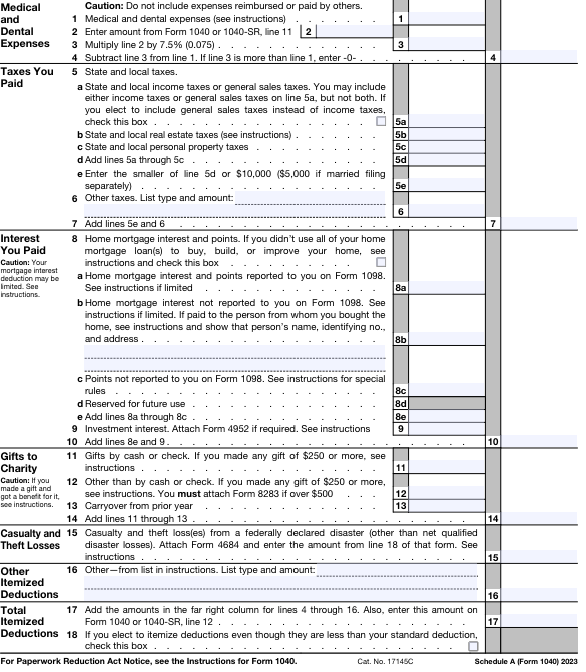 Medical and Dental Expenses
Caution: Do not include expenses reimbursed or paid by others.
1 Medical and dental expenses (see instructions) . . . . . . . 1
2 Enter amount from Form 1040 or 1040-SR, line 11 2
3 Multiply line 2 by 7.5% (0.075) . . . . . . . . . . . . 3
4 Subtract line 3 from line 1. If line 3 is more than line 1, enter -0- . . . . . . . . . . . 4
Taxes You Paid
5 State and local taxes.
a State and local income taxes or general sales taxes. You may include
either income taxes or general sales taxes on line 5a, but not both. If
you elect to include general sales taxes instead of income taxes,
check this box . . . . . . . . . . . . . . . . . 5a
b State and local real estate taxes (see instructions) . . . . . . . 5b
c State and local personal property taxes . . . . . . . . . . 5c
d Add lines 5a through 5c . . . . . . . . . . . . . . . 5d
e Enter the smaller of line 5d or $10,000 ($5,000 if married filing
separately) . . . . . . . . . . . . . . . . . . . 5e
6 Other taxes. List type and amount:
6
7 Add lines 5e and 6 . . . . . . . . . . . . . . . . . . . . . 7
Interest You Paid
Caution: Your
mortgage interest
deduction may be
limited. See
instructions.
8 Home mortgage interest and points. If you didn't use all of your home
mortgage loan(s) to buy, build, or improve your home, see
instructions and check this box . . . . . . . . . . .
a Home mortgage interest and points reported to you on Form 1098.
See instructions if limited . . . . . . . . . . . . . . 8a
b Home mortgage interest not reported to you on Form 1098. See
instructions if limited. If paid to the person from whom you bought the
home, see instructions and show that person's name, identifying no.,
and address . . . . . . . . . . . . . . . . . . 8b
c Points not reported to you on Form 1098. See instructions for special
rules . . . . . . . . . . . . . . . . . . . . . 8c
d Reserved for future use . . . . . . . . . . . . . . . 8d
e Add lines 8a through 8c . . . . . . . . . . . . . . . 8e
9 Investment interest. Attach Form 4952 if required. See instructions 9
10 Add lines 8e and 9 . . . . . . . . . . . . . . . . . . . . . 10
Gifts to Charity
Caution: If you
made a gift and
got a benefit for it,
see instructions.
11 Gifts by cash or check. If you made any gift of $250 or more, see
instructions . . . . . . . . . . . . . . . . . . 11
12 Other than by cash or check. If you made any gift of $250 or more,
see instructions. You must attach Form 8283 if over $500 . . . 12
13 Carryover from prior year . . . . . . . . . . . . . . 13
14 Add lines 11 through 13 . . . . . . . . . . . . . . . . . . . 14
Casualty and Theft Losses
15 Casualty and theft loss(es) from a federally declared disaster (other than net qualified
disaster losses). Attach Form 4684 and enter the amount from line 18 of that form. See
instructions . . . . . . . . . . . . . . . . . . . . . . . . 15
Other Itemized Deductions
16 Other—from list in instructions. List type and amount:
16
Total Itemized Deductions
17 Add the amounts in the far right column for lines 4 through 16. Also, enter this amount on
Form 1040 or 1040-SR, line 12 . . . . . . . . . . . . . . . . . 17
18 If you elect to itemize deductions even though they are less than your standard deduction,
check this box . . . . . . . . . . . . . . . . . . . . . .
For Paperwork Reduction Act Notice, see the Instructions for Form 1040. Cat. No. 17145C Schedule A (Form 1040) 2023